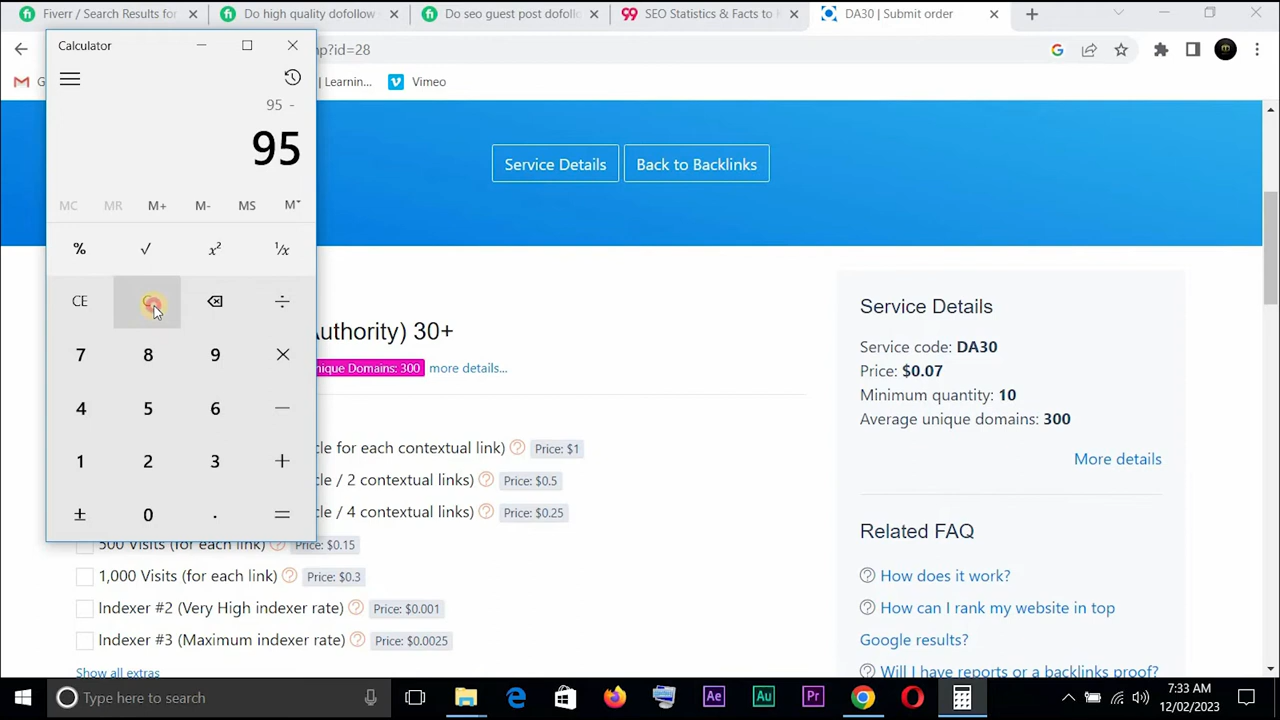 Fiverr / Search Results for
Do high quality dofollow
Do seo guest post dofoll
SEO Statistics & Facts to
DA30 | Submit order
Calculator
np?id=28
G
| Learnin...
Vimeo
95 -
95
MC MR M+ M- MS M
Service Details
Back to Backlinks
% √ x² ¹/x
CE C ÷
7 8 9 ×
4 5 6 −
1 2 3 +
± 0 . =
Authority) 30+
nique Domains: 300
more details...
cle for each contextual link) Price: $1
cle / 2 contextual links) Price: $0.5
cle / 4 contextual links) Price: $0.25
500 Visits (for each link) Price: $0.15
1,000 Visits (for each link) Price: $0.3
Indexer #2 (Very High indexer rate) Price: $0.001
Indexer #3 (Maximum indexer rate) Price: $0.0025
Show all extras
Service Details
Service code: DA30
Price: $0.07
Minimum quantity: 10
Average unique domains: 300
More details
Related FAQ
How does it work?
How can I rank my website in top
Google results?
Will I have reports or a backlinks proof?
Type here to search
Ae
Au
Pr
7:33 AM
12/02/2023